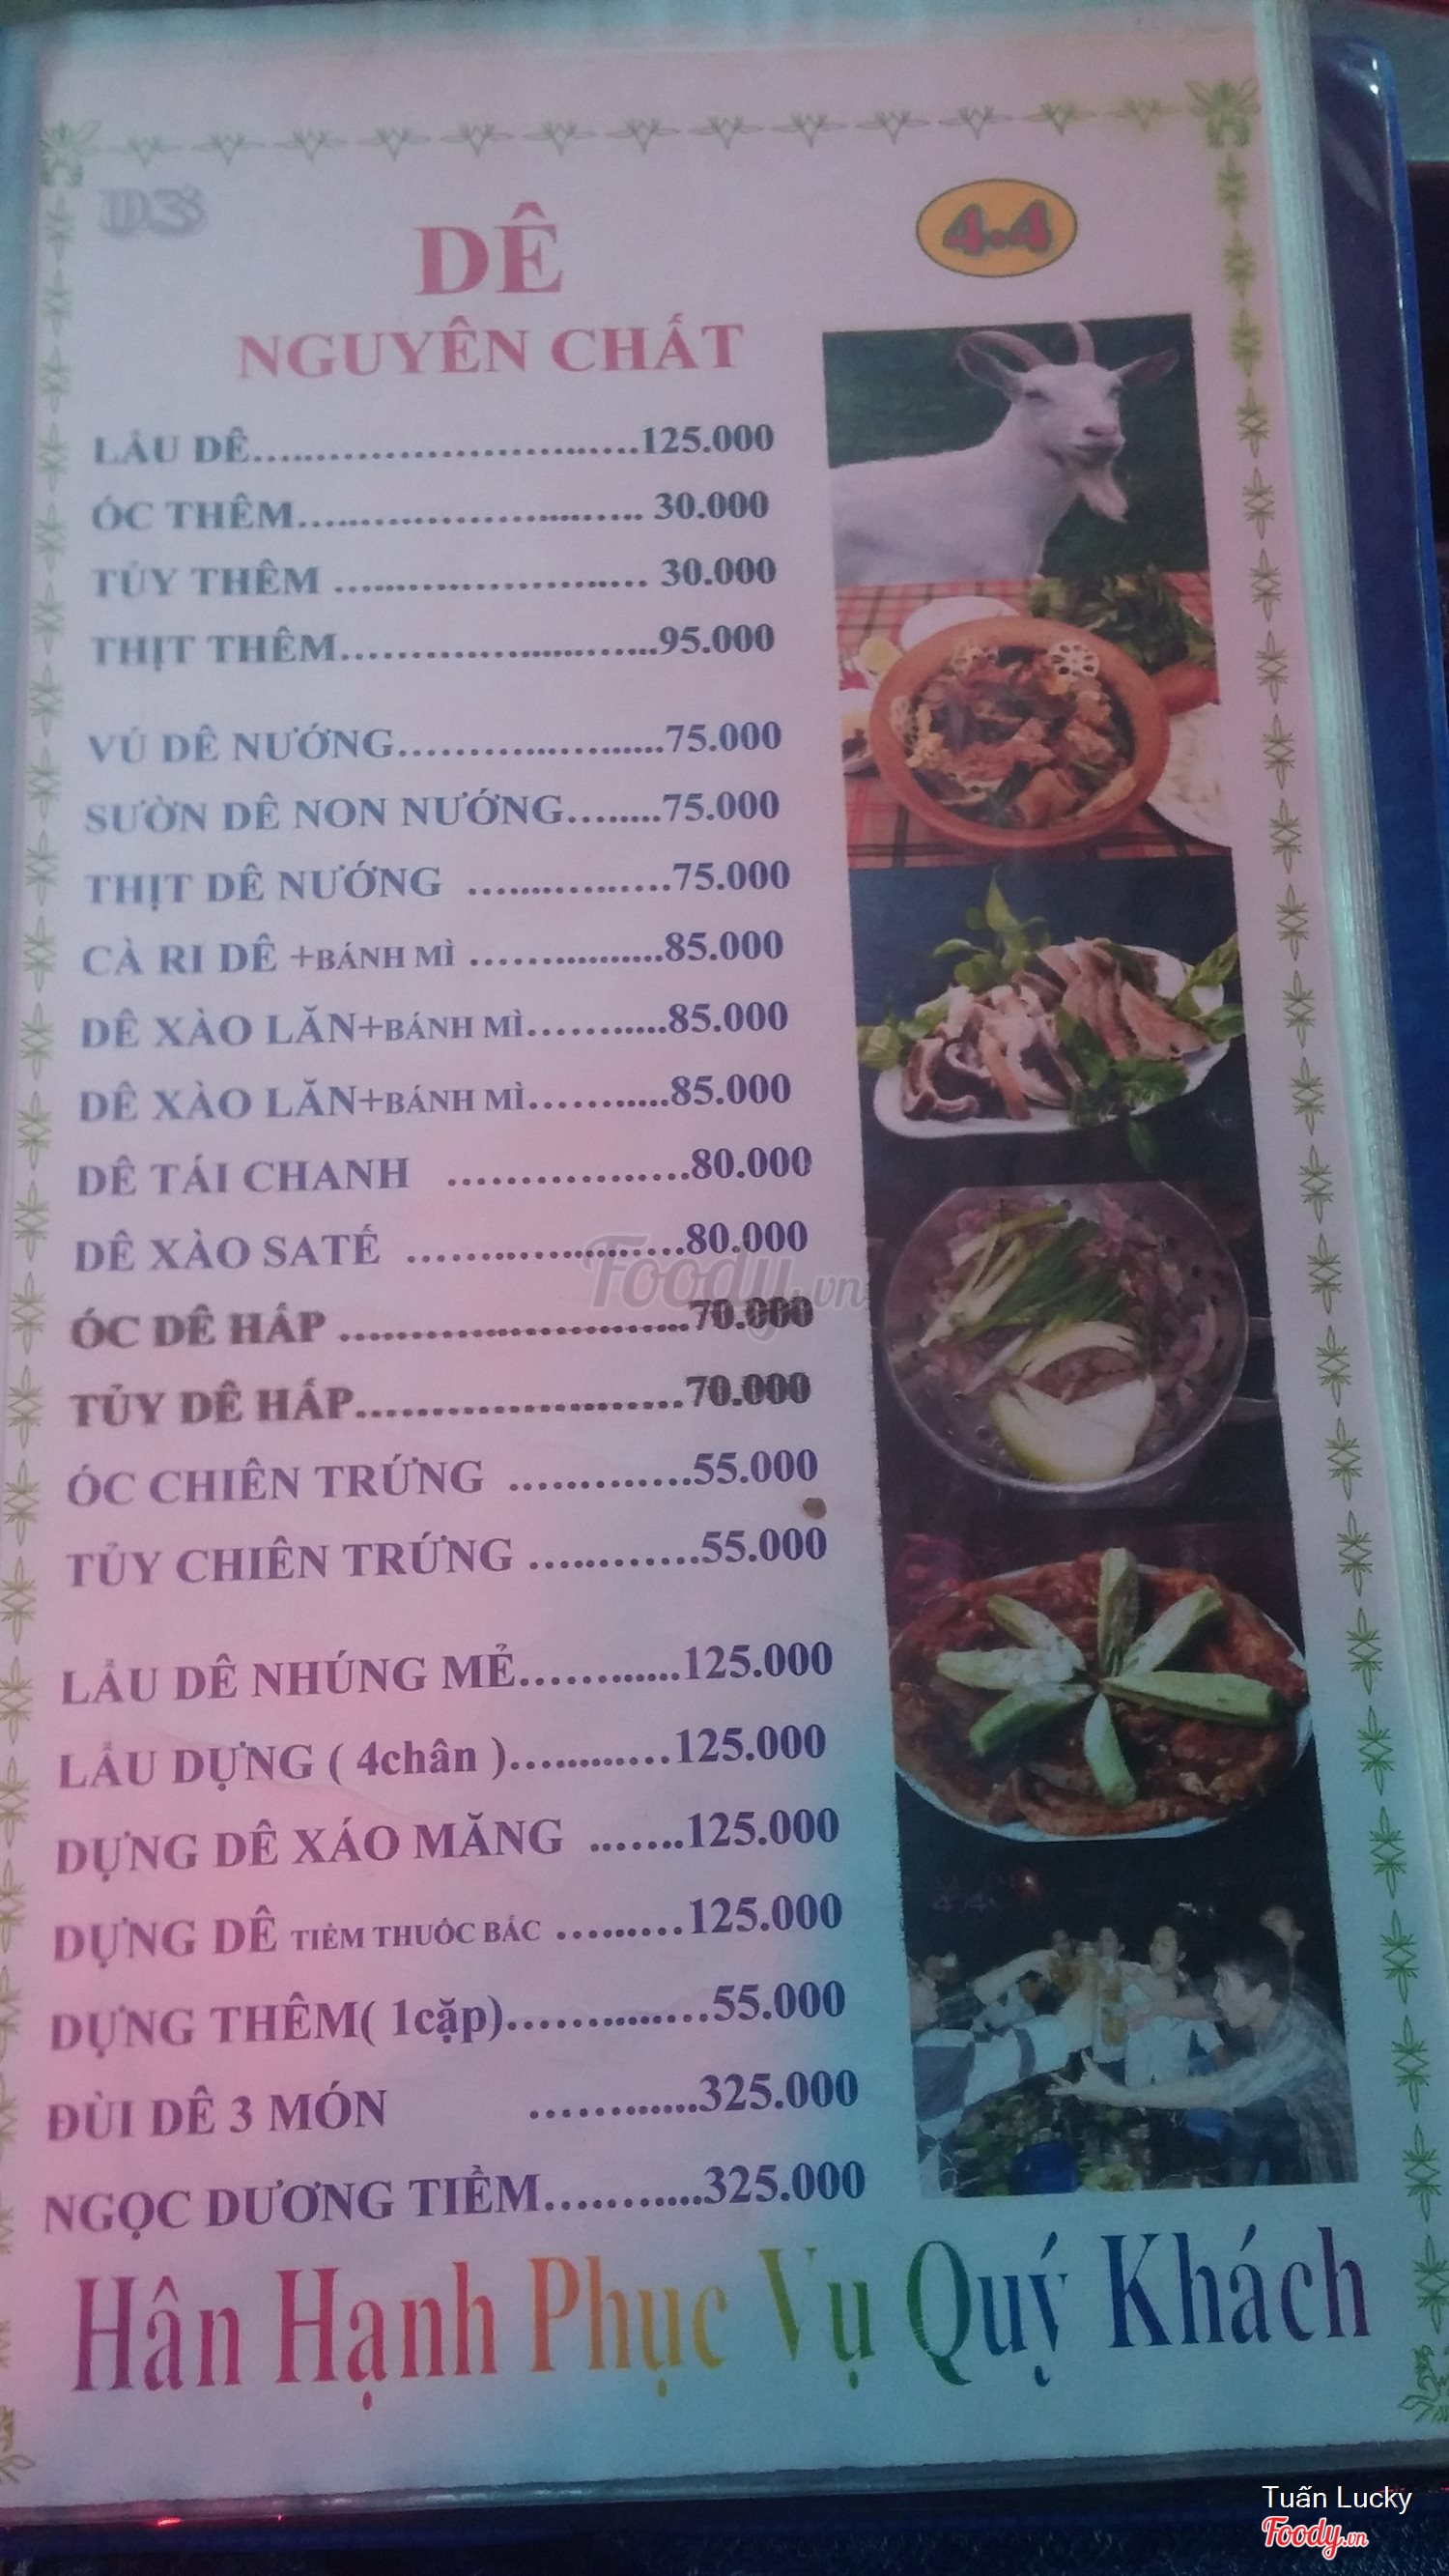 D3
4.4
DÊ
NGUYÊN CHẤT
LẨU DÊ............................125.000
ÓC THÊM......................... 30.000
TỦY THÊM ...................... 30.000
THỊT THÊM.......................95.000
VÚ DÊ NƯỚNG...................75.000
SƯỜN DÊ NON NƯỚNG........75.000
THỊT DÊ NƯỚNG ...............75.000
CÀ RI DÊ +BÁNH MÌ ................85.000
DÊ XÀO LĂN+BÁNH MÌ............85.000
DÊ XÀO LĂN+BÁNH MÌ............85.000
DÊ TÁI CHANH .................80.000
DÊ XÀO SATẾ ....................80.000
ÓC DÊ HẤP .........................70.000
TỦY DÊ HẤP.......................70.000
ÓC CHIÊN TRỨNG .............55.000
TỦY CHIÊN TRỨNG ............55.000
LẨU DÊ NHÚNG MẺ............125.000
LẨU DỰNG ( 4chân )............125.000
DỰNG DÊ XÁO MĂNG .......125.000
DỰNG DÊ TIỀM THUỐC BẮC .........125.000
DỰNG THÊM( 1cặp)..............55.000
ĐÙI DÊ 3 MÓN ............325.000
NGỌC DƯƠNG TIỀM...........325.000
Hân Hạnh Phục Vụ Quý Khách
Foody.vn
Tuấn Lucky
Foody.vn